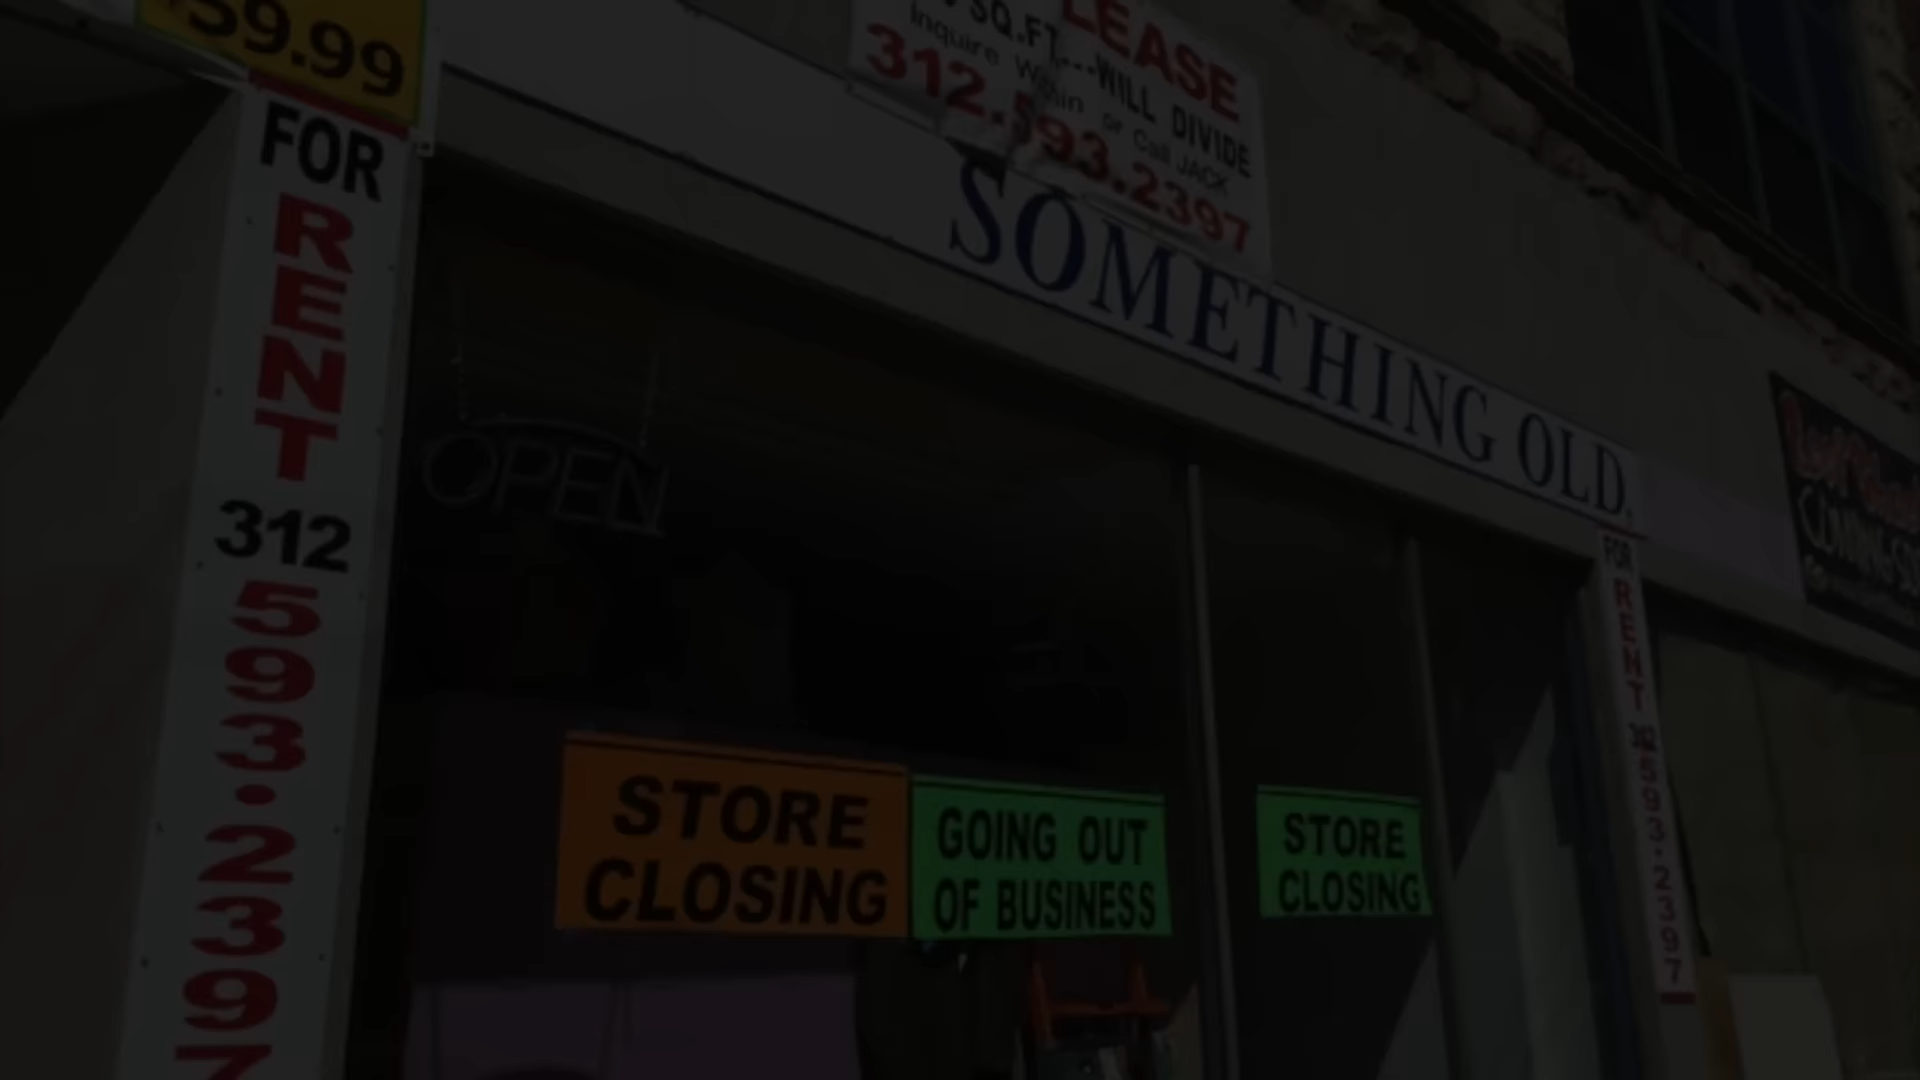 59.99
FOR
RENT
312
593.2397
LEASE
SQ.FT.--WILL DIVIDE
Inquire Within or Call JACK
312.593.2397
SOMETHING OLD.
OPEN
STORE
CLOSING
GOING OUT
OF BUSINESS
STORE
CLOSING
FOR
RENT
312
593.2397